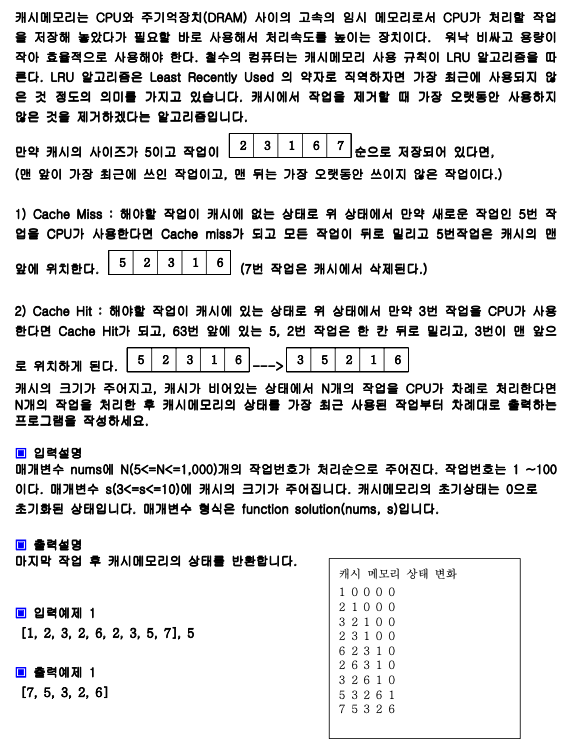 캐시메모리는 CPU와 주기억장치(DRAM) 사이의 고속의 임시 메모리로서 CPU가 처리할 작업
을 저장해 놓았다가 필요할 바로 사용해서 처리속도를 높이는 장치이다.  워낙 비싸고 용량이
작아 효율적으로 사용해야 한다. 철수의 컴퓨터는 캐시메모리 사용 규칙이 LRU 알고리즘을 따
른다. LRU 알고리즘은 Least Recently Used 의 약자로 직역하자면 가장 최근에 사용되지 않
은 것 정도의 의미를 가지고 있습니다. 캐시에서 작업을 제거할 때 가장 오랫동안 사용하지
않은 것을 제거하겠다는 알고리즘입니다.
만약 캐시의 사이즈가 5이고 작업이 2 3 1 6 7 순으로 저장되어 있다면,
(맨 앞이 가장 최근에 쓰인 작업이고, 맨 뒤는 가장 오랫동안 쓰이지 않은 작업이다.)
1) Cache Miss : 해야할 작업이 캐시에 없는 상태로 위 상태에서 만약 새로운 작업인 5번 작
업을 CPU가 사용한다면 Cache miss가 되고 모든 작업이 뒤로 밀리고 5번작업은 캐시의 맨
앞에 위치한다. 5 2 3 1 6 (7번 작업은 캐시에서 삭제된다.)
2) Cache Hit : 해야할 작업이 캐시에 있는 상태로 위 상태에서 만약 3번 작업을 CPU가 사용
한다면 Cache Hit가 되고, 63번 앞에 있는 5, 2번 작업은 한 칸 뒤로 밀리고, 3번이 맨 앞으
로 위치하게 된다. 5 2 3 1 6 ---> 3 5 2 1 6
캐시의 크기가 주어지고, 캐시가 비어있는 상태에서 N개의 작업을 CPU가 차례로 처리한다면
N개의 작업을 처리한 후 캐시메모리의 상태를 가장 최근 사용된 작업부터 차례대로 출력하는
프로그램을 작성하세요.
▣ 입력설명
매개변수 nums에 N(5<=N<=1,000)개의 작업번호가 처리순으로 주어진다. 작업번호는 1 ~100
이다. 매개변수 s(3<=s<=10)에 캐시의 크기가 주어집니다. 캐시메모리의 초기상태는 0으로
초기화된 상태입니다. 매개변수 형식은 function solution(nums, s)입니다.
▣ 출력설명
마지막 작업 후 캐시메모리의 상태를 반환합니다.
▣ 입력예제 1
[1, 2, 3, 2, 6, 2, 3, 5, 7], 5
▣ 출력예제 1
[7, 5, 3, 2, 6]
캐시 메모리 상태 변화
1 0 0 0 0
2 1 0 0 0
3 2 1 0 0
2 3 1 0 0
6 2 3 1 0
2 6 3 1 0
3 2 6 1 0
5 3 2 6 1
7 5 3 2 6